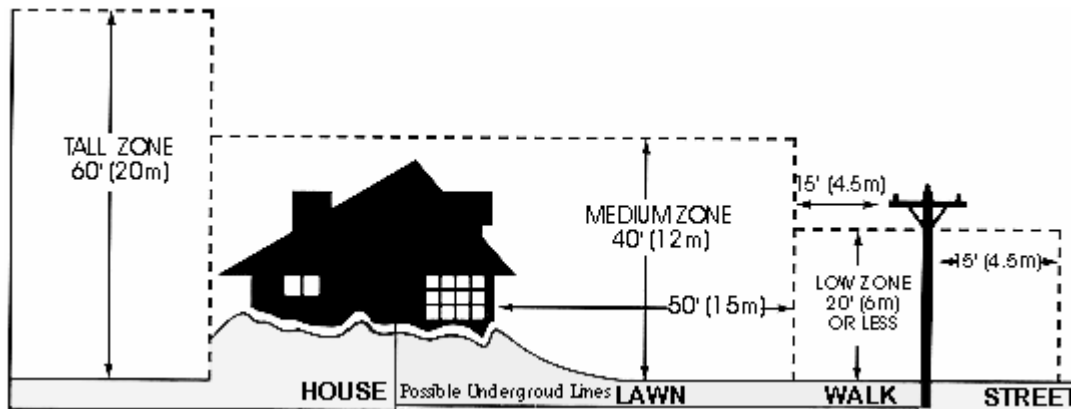 TALL ZONE
60' (20m)
MEDIUM ZONE
40' (12m)
15' (4.5m)
15' (4.5m)
50' (15m)
LOW ZONE
20' (6m)
OR LESS
HOUSE
Possible Undergroud Lines
LAWN
WALK
STREET